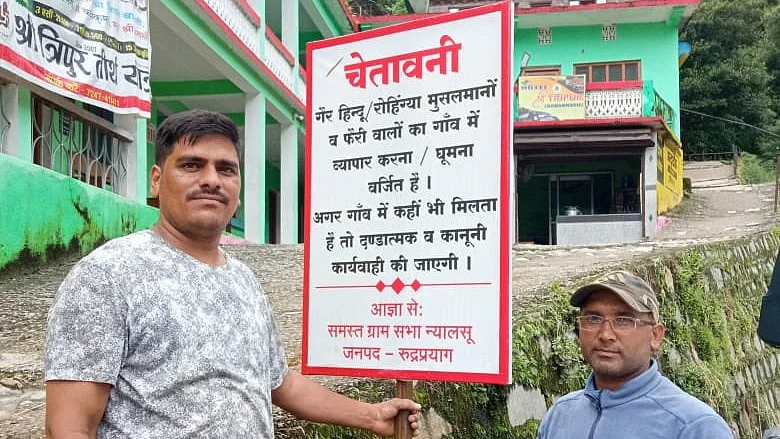 श्री त्रिपुर तीर्थ
चेतावनी
गैर हिन्दू/रोहिंग्या मुसलमानों
व फेंरी वालों का गाँव में
व्यापार करना / घूमना
वर्जित है ।
अगर गाँव में कहीं भी मिलता
है तो दण्डात्मक व कानूनी
कार्यवाही की जाएगी ।
आज्ञा से:
समस्त ग्राम सभा न्यालसू
जनपद – रुद्रप्रयाग